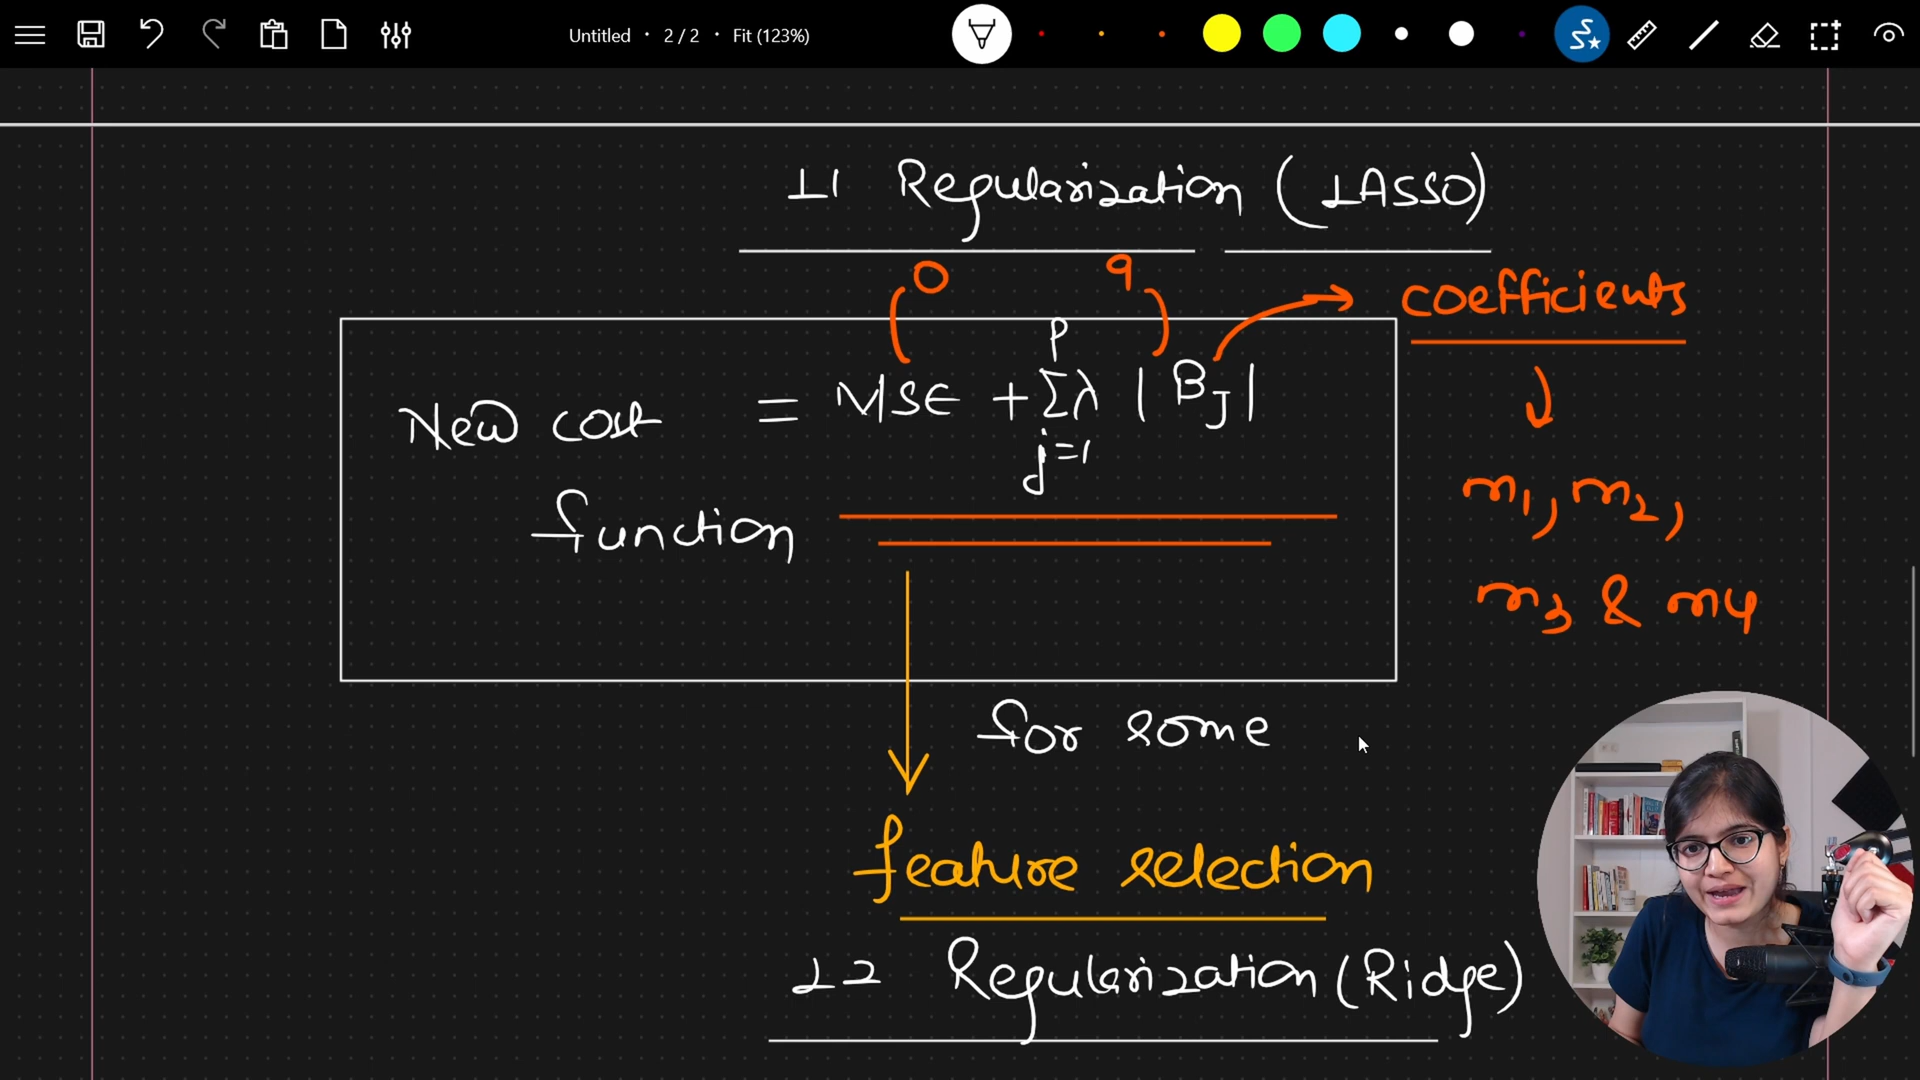 Untitled • 2 / 2 • Fit (123%)
L1 Regularization (LASSO)
0 9
coefficients
New cost function = MSE + p Σ j=1 λ |BJ|
m1, m2,
m3 & m4
for some
feature selection
L2 Regularization (Ridge)